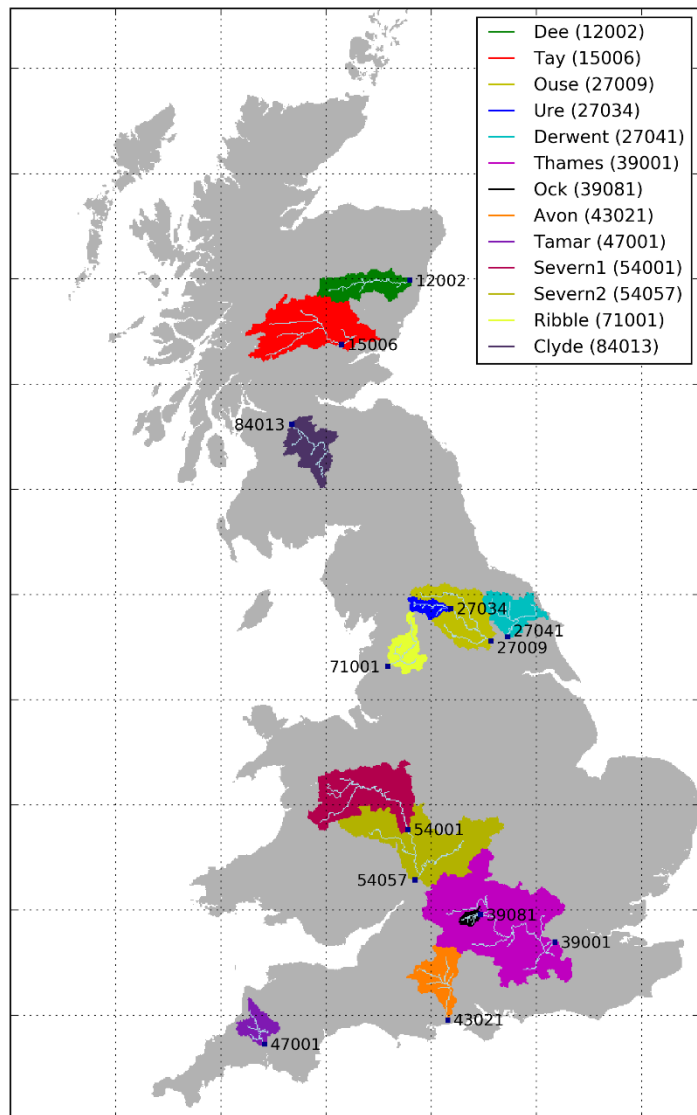 Dee (12002)
Tay (15006)
Ouse (27009)
Ure (27034)
Derwent (27041)
Thames (39001)
Ock (39081)
Avon (43021)
Tamar (47001)
Severn1 (54001)
Severn2 (54057)
Ribble (71001)
Clyde (84013)
12002
15006
84013
27034
27041
27009
71001
54001
54057
39081
39001
43021
47001